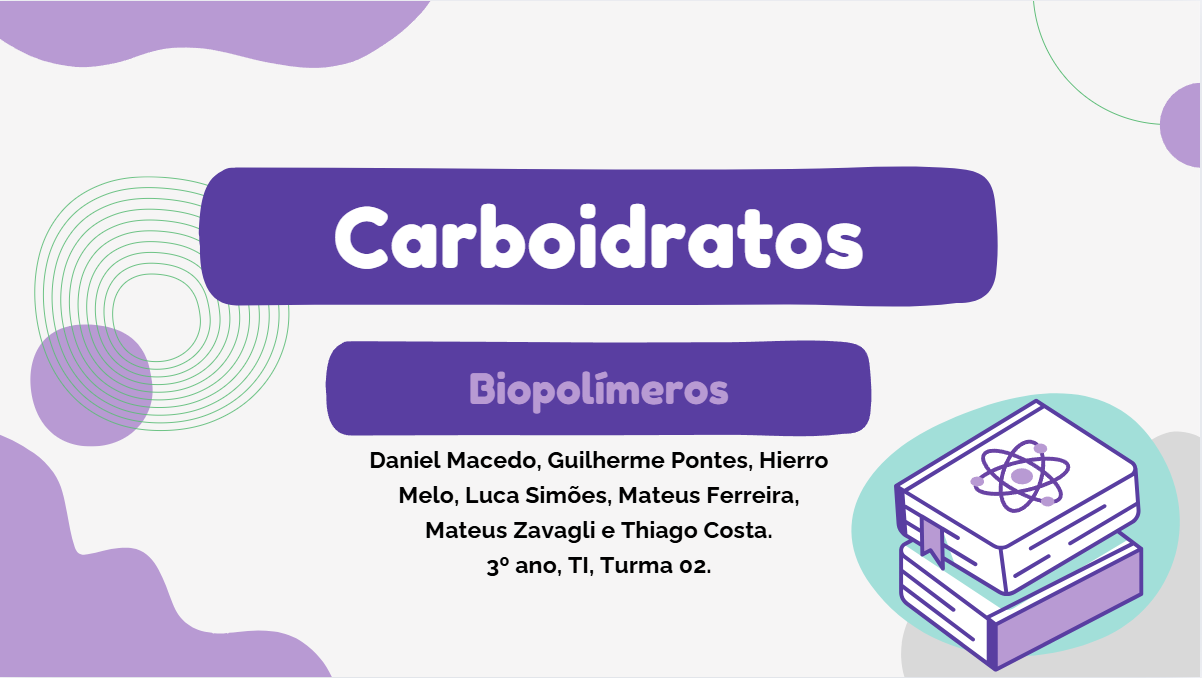 Carboidratos
Biopolímeros
Daniel Macedo, Guilherme Pontes, Hierro
Melo, Luca Simões, Mateus Ferreira,
Mateus Zavagli e Thiago Costa.
3º ano, TI, Turma 02.